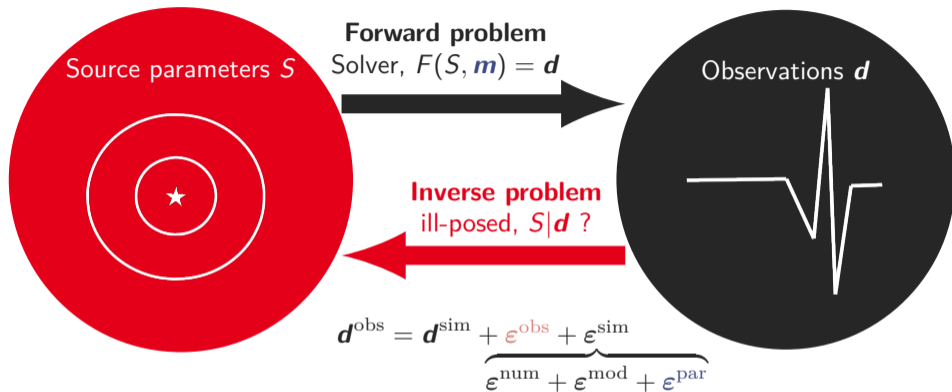 Forward problem
Solver, F(S, m) = d
Source parameters S
Observations d
Inverse problem
ill-posed, S|d ?
d^obs = d^sim + ε^obs + ε^sim
ε^num + ε^mod + ε^par